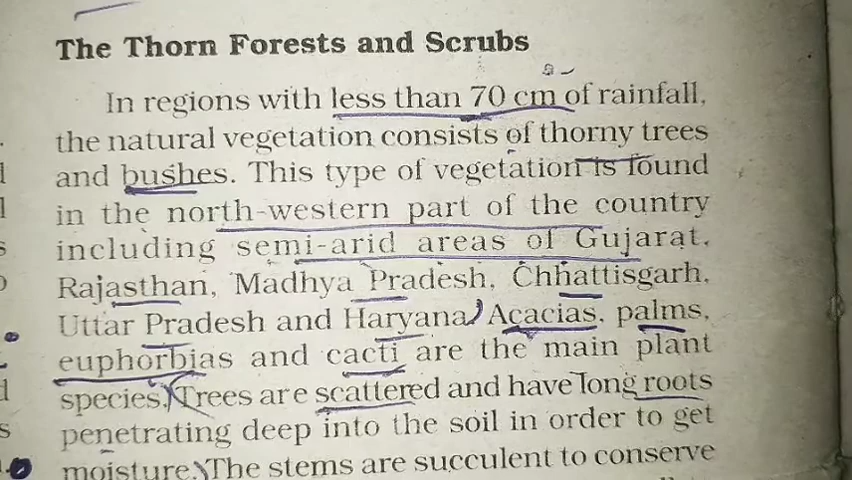 The Thorn Forests and Scrubs
In regions with less than 70 cm of rainfall,
the natural vegetation consists of thorny trees
and bushes. This type of vegetation is found
in the north-western part of the country
including semi-arid areas of Gujarat,
Rajasthan, Madhya Pradesh, Chhattisgarh,
Uttar Pradesh and Haryana. Acacias, palms,
euphorbias and cacti are the main plant
species. Trees are scattered and have long roots
penetrating deep into the soil in order to get
moisture. The stems are succulent to conserve